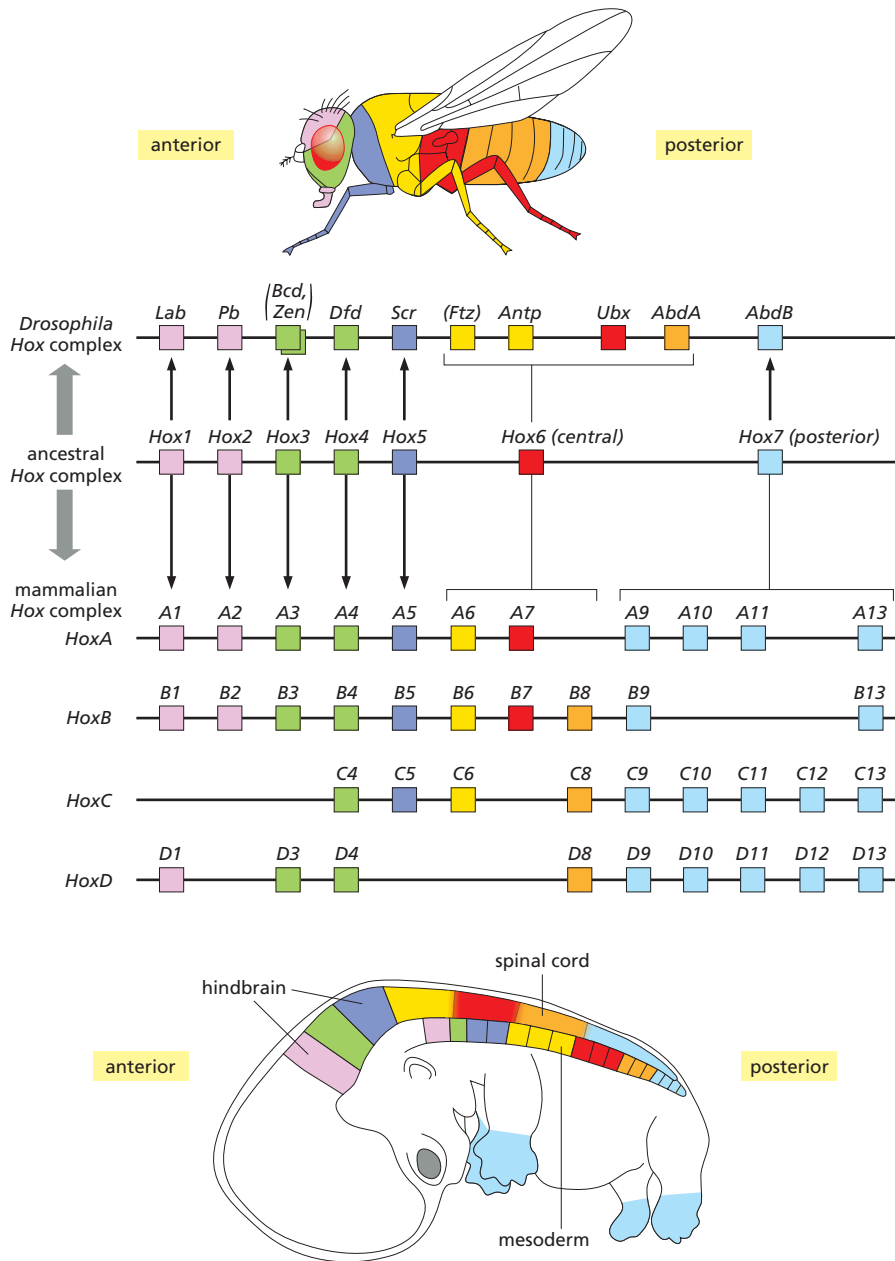 anterior
posterior
(Bcd,
Lab Pb Zen) Dfd Scr (Ftz) Antp Ubx AbdA AbdB
Drosophila
Hox complex
Hox1 Hox2 Hox3 Hox4 Hox5 Hox6 (central) Hox7 (posterior)
ancestral
Hox complex
mammalian
Hox complex
A1 A2 A3 A4 A5 A6 A7 A9 A10 A11 A13
HoxA
B1 B2 B3 B4 B5 B6 B7 B8 B9 B13
HoxB
C4 C5 C6 C8 C9 C10 C11 C12 C13
HoxC
D1 D3 D4 D8 D9 D10 D11 D12 D13
HoxD
spinal cord
hindbrain
anterior
posterior
mesoderm